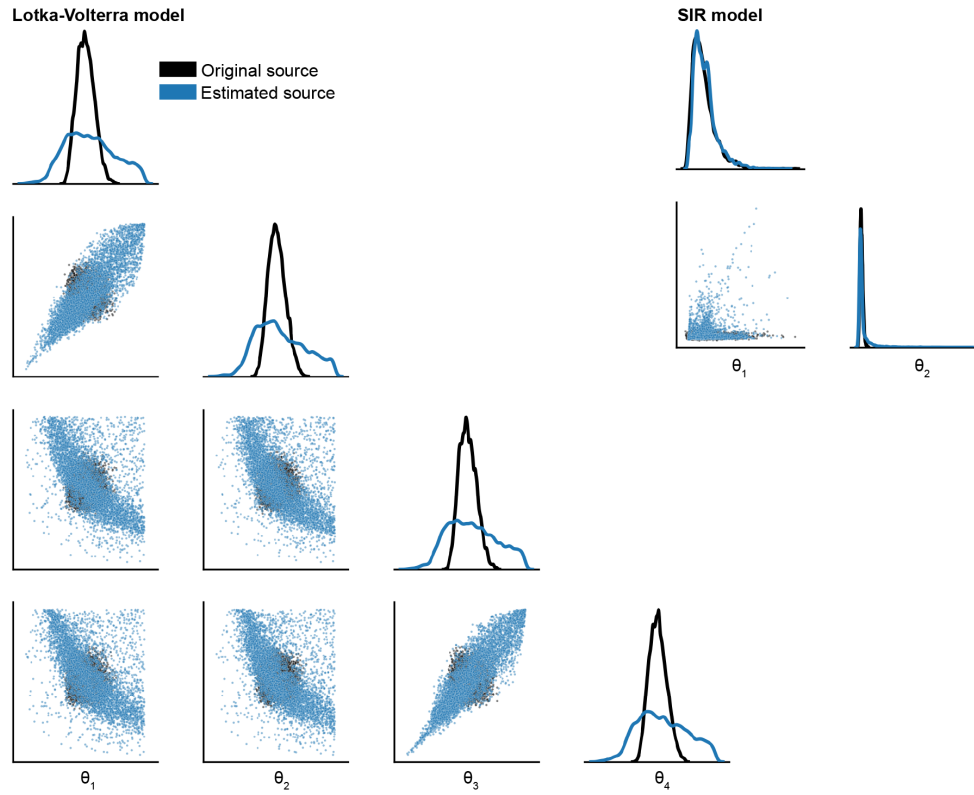 Lotka-Volterra model
SIR model
Original source
Estimated source
θ1
θ2
θ1
θ2
θ3
θ4